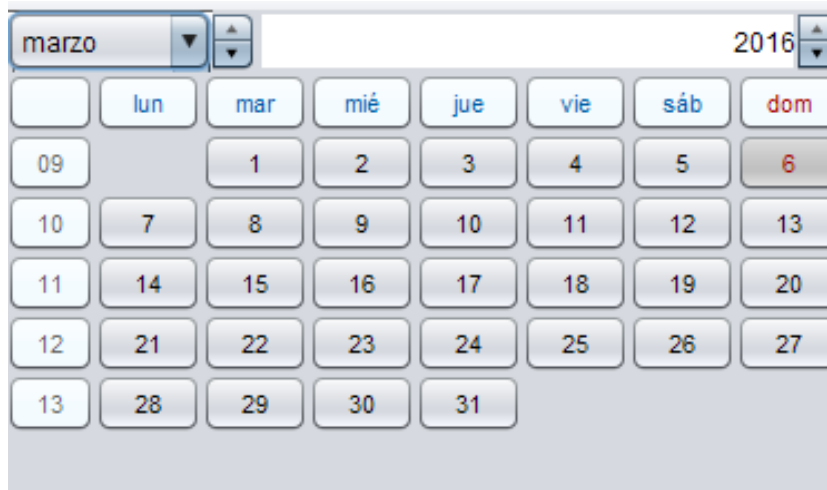 marzo 2016
lun mar mié jue vie sáb dom
09 1 2 3 4 5 6
10 7 8 9 10 11 12 13
11 14 15 16 17 18 19 20
12 21 22 23 24 25 26 27
13 28 29 30 31